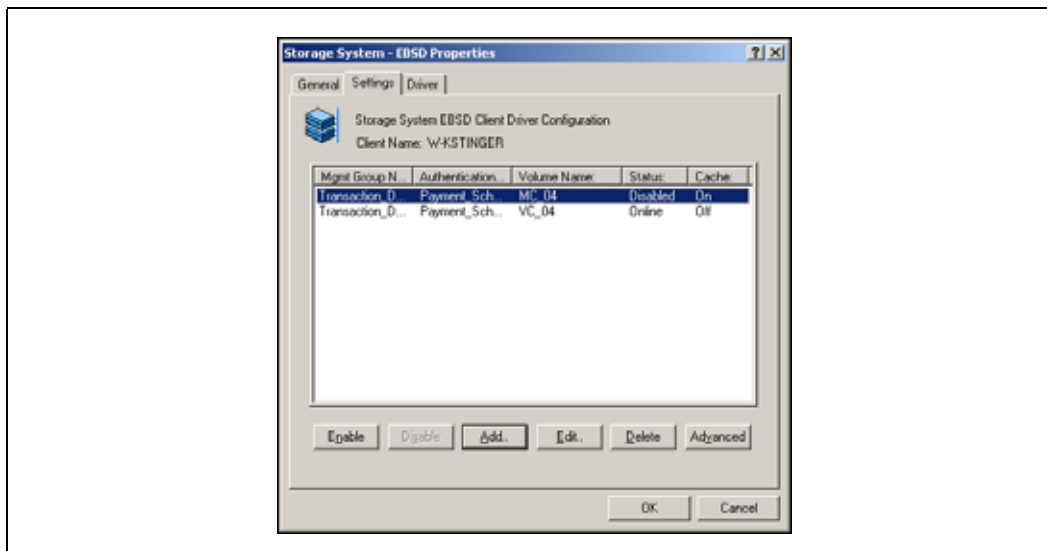 Storage System - EBSD Properties
General Settings Driver
Storage System EBSD Client Driver Configuration
Client Name: W-KSTINGER
Mgmt Group N... Authentication... Volume Name: Status: Cache:
Transaction_D... Payment_Sch... MC_04 Disabled On
Transaction_D... Payment_Sch... VC_04 Online Off
Enable Disable Add.. Edit.. Delete Advanced
OK Cancel